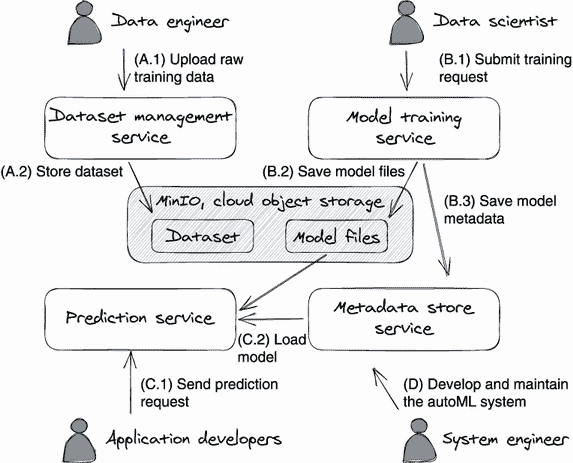 Data engineer
Data scientist
(A.1) Upload raw
training data
(B.1) Submit training
request
Dataset management
service
Model training
service
(A.2) Store dataset
(B.2) Save model files
MinIO, cloud object storage
Dataset
Model files
(B.3) Save model
metadata
Prediction service
Metadata store
service
(C.2) Load
model
(C.1) Send prediction
request
(D) Develop and maintain
the autoML system
Application developers
System engineer